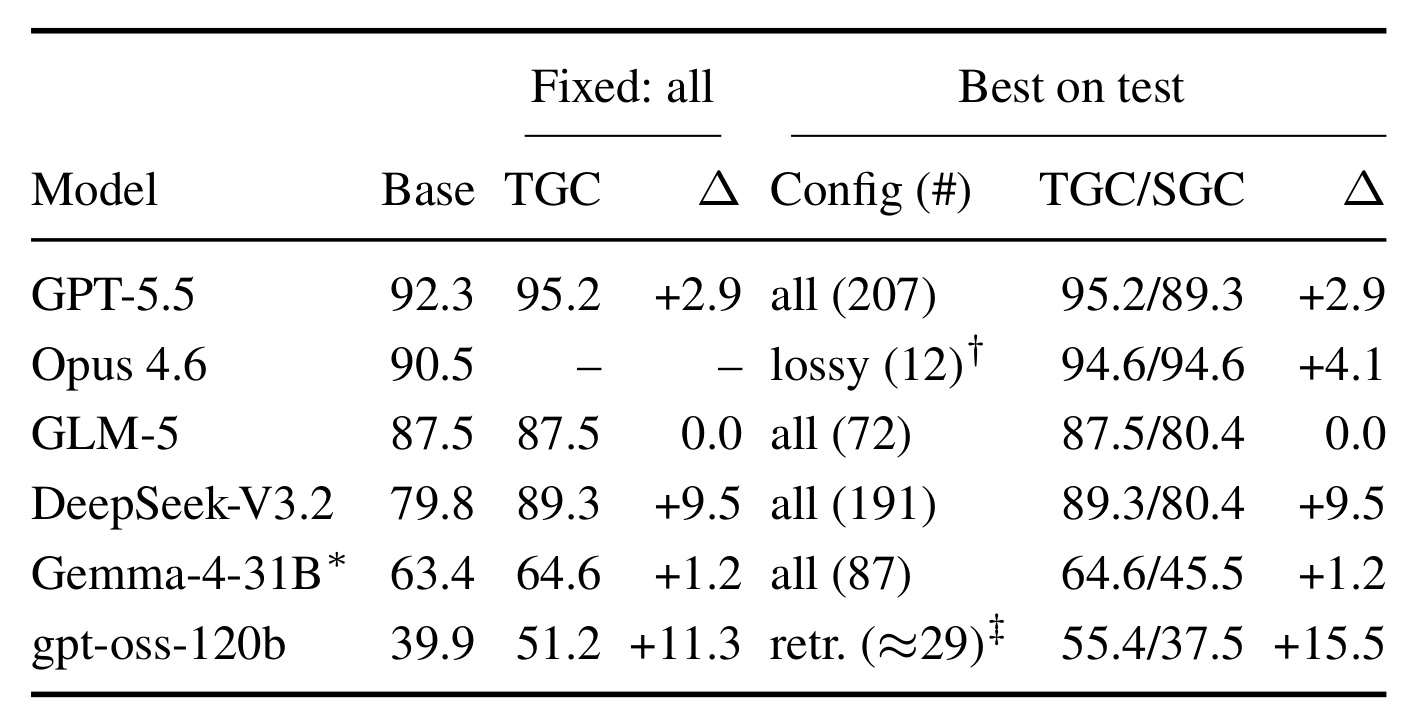 Fixed: all Best on test
Model Base TGC Δ Config (#) TGC/SGC Δ
GPT-5.5 92.3 95.2 +2.9 all (207) 95.2/89.3 +2.9
Opus 4.6 90.5 – – lossy (12)† 94.6/94.6 +4.1
GLM-5 87.5 87.5 0.0 all (72) 87.5/80.4 0.0
DeepSeek-V3.2 79.8 89.3 +9.5 all (191) 89.3/80.4 +9.5
Gemma-4-31B* 63.4 64.6 +1.2 all (87) 64.6/45.5 +1.2
gpt-oss-120b 39.9 51.2 +11.3 retr. (≈29)‡ 55.4/37.5 +15.5